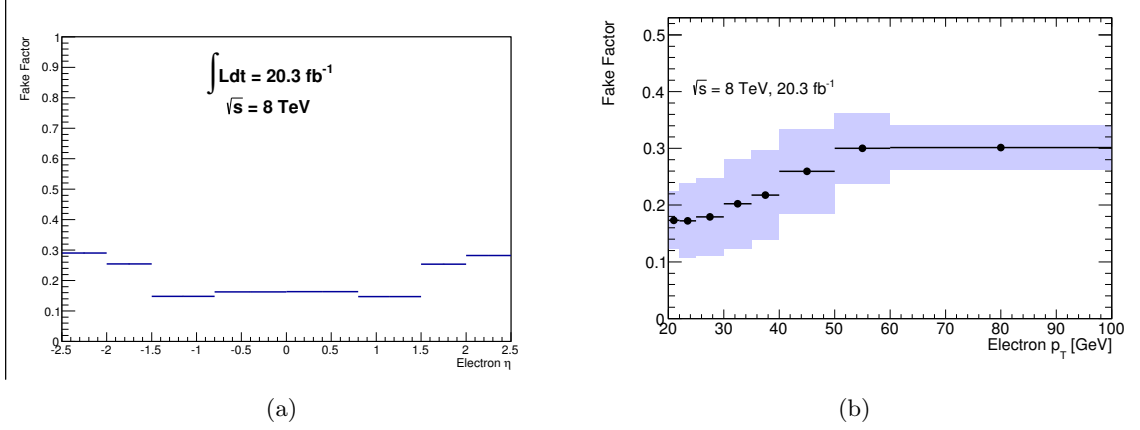 Fake Factor
1
0.9
0.8
0.7
0.6
0.5
0.4
0.3
0.2
0.1
0
∫Ldt = 20.3 fb⁻¹
√s = 8 TeV
-2.5 -2 -1.5 -1 -0.5 0 0.5 1 1.5 2 2.5
Electron η
(a)
Fake Factor
0.5
0.4
0.3
0.2
0.1
0
√s = 8 TeV, 20.3 fb⁻¹
20 30 40 50 60 70 80 90 100
Electron p_T [GeV]
(b)